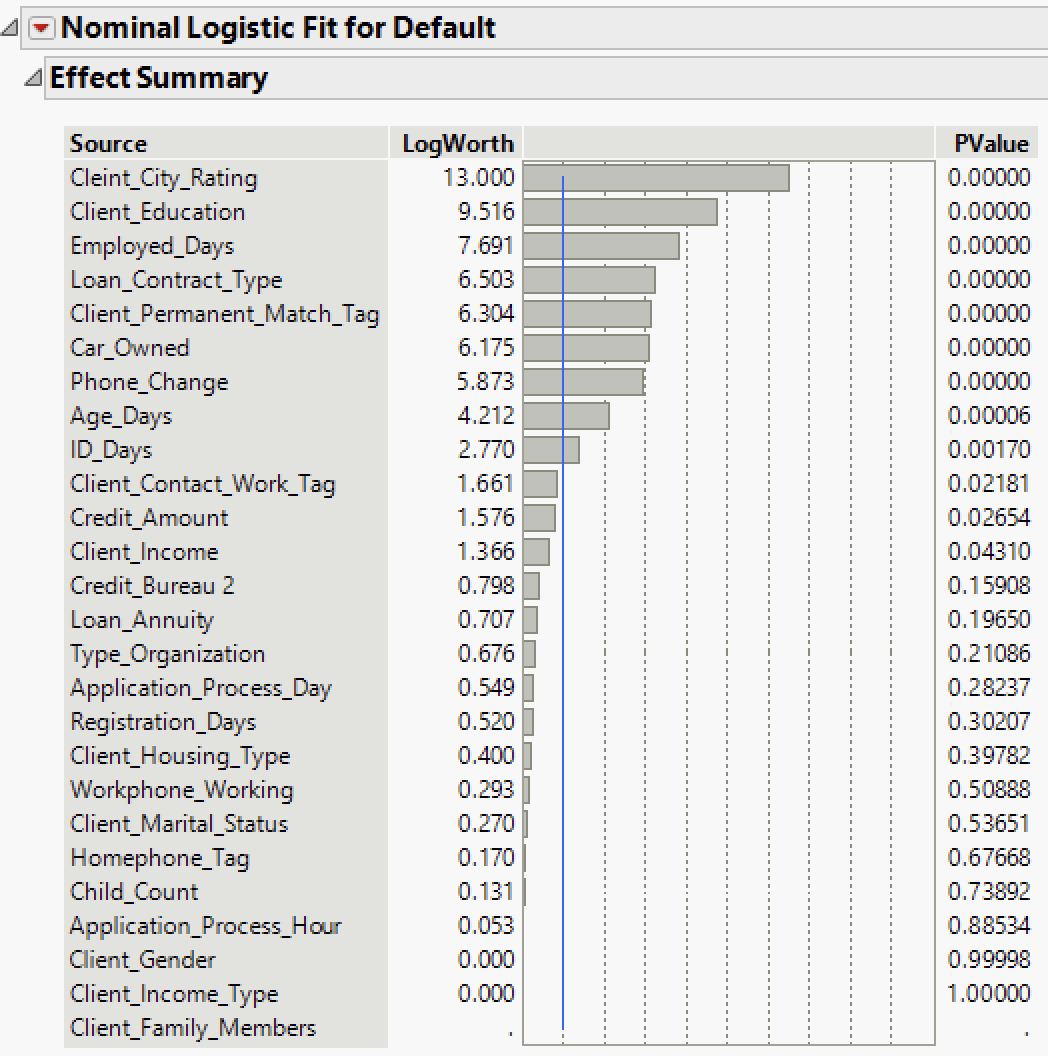 Nominal Logistic Fit for Default
Effect Summary
Source LogWorth PValue
Cleint_City_Rating 13.000 0.00000
Client_Education 9.516 0.00000
Employed_Days 7.691 0.00000
Loan_Contract_Type 6.503 0.00000
Client_Permanent_Match_Tag 6.304 0.00000
Car_Owned 6.175 0.00000
Phone_Change 5.873 0.00000
Age_Days 4.212 0.00006
ID_Days 2.770 0.00170
Client_Contact_Work_Tag 1.661 0.02181
Credit_Amount 1.576 0.02654
Client_Income 1.366 0.04310
Credit_Bureau 2 0.798 0.15908
Loan_Annuity 0.707 0.19650
Type_Organization 0.676 0.21086
Application_Process_Day 0.549 0.28237
Registration_Days 0.520 0.30207
Client_Housing_Type 0.400 0.39782
Workphone_Working 0.293 0.50888
Client_Marital_Status 0.270 0.53651
Homephone_Tag 0.170 0.67668
Child_Count 0.131 0.73892
Application_Process_Hour 0.053 0.88534
Client_Gender 0.000 0.99998
Client_Income_Type 0.000 1.00000
Client_Family_Members . .